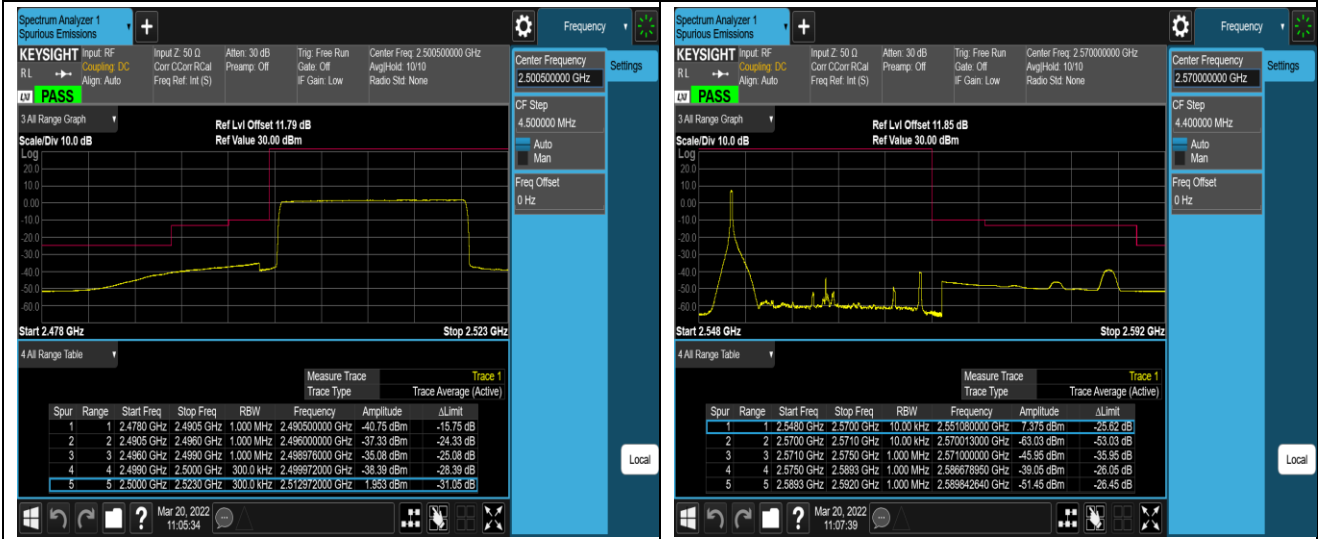 Spectrum Analyzer 1
Spurious Emissions
Frequency
KEYSIGHT Input: RF Input Z: 50 Ω Atten: 30 dB Trig: Free Run Center Freq: 2.500500000 GHz
RL Coupling: DC Corr CCorr RCal Preamp: Off Gate: Off Avg|Hold: 10/10
Align: Auto Freq Ref: Int (S) IF Gain: Low Radio Std: None
LXI PASS
Center Frequency
2.500500000 GHz
Settings
CF Step
4.500000 MHz
Auto
Man
Freq Offset
0 Hz
3 All Range Graph
Ref Lvl Offset 11.79 dB
Scale/Div 10.0 dB Ref Value 30.00 dBm
Log
20.0
10.0
0.00
-10.0
-20.0
-30.0
-40.0
-50.0
-60.0
Start 2.478 GHz Stop 2.523 GHz
4 All Range Table
Measure Trace Trace 1
Trace Type Trace Average (Active)
Spur Range Start Freq Stop Freq RBW Frequency Amplitude ΔLimit
1 1 2.4780 GHz 2.4905 GHz 1.000 MHz 2.490500000 GHz -40.75 dBm -15.75 dB
2 2 2.4905 GHz 2.4960 GHz 1.000 MHz 2.496000000 GHz -37.33 dBm -24.33 dB
3 3 2.4960 GHz 2.4990 GHz 1.000 MHz 2.498976000 GHz -35.08 dBm -25.08 dB
4 4 2.4990 GHz 2.5000 GHz 300.0 kHz 2.499972000 GHz -38.39 dBm -28.39 dB
5 5 2.5000 GHz 2.5230 GHz 300.0 kHz 2.512972000 GHz 1.953 dBm -31.05 dB
Local
Mar 20, 2022
11:05:34
Spectrum Analyzer 1
Spurious Emissions
Frequency
KEYSIGHT Input: RF Input Z: 50 Ω Atten: 30 dB Trig: Free Run Center Freq: 2.570000000 GHz
RL Coupling: DC Corr CCorr RCal Preamp: Off Gate: Off Avg|Hold: 10/10
Align: Auto Freq Ref: Int (S) IF Gain: Low Radio Std: None
LXI PASS
Center Frequency
2.570000000 GHz
Settings
CF Step
4.400000 MHz
Auto
Man
Freq Offset
0 Hz
3 All Range Graph
Ref Lvl Offset 11.85 dB
Scale/Div 10.0 dB Ref Value 30.00 dBm
Log
20.0
10.0
0.00
-10.0
-20.0
-30.0
-40.0
-50.0
-60.0
Start 2.548 GHz Stop 2.592 GHz
4 All Range Table
Measure Trace Trace 1
Trace Type Trace Average (Active)
Spur Range Start Freq Stop Freq RBW Frequency Amplitude ΔLimit
1 1 2.5480 GHz 2.5700 GHz 10.00 kHz 2.551080000 GHz 7.375 dBm -25.62 dB
2 2 2.5700 GHz 2.5710 GHz 10.00 kHz 2.570013000 GHz -63.03 dBm -53.03 dB
3 3 2.5710 GHz 2.5750 GHz 1.000 MHz 2.571000000 GHz -45.95 dBm -35.95 dB
4 4 2.5750 GHz 2.5893 GHz 1.000 MHz 2.586678950 GHz -39.05 dBm -26.05 dB
5 5 2.5893 GHz 2.5920 GHz 1.000 MHz 2.589842640 GHz -51.45 dBm -26.45 dB
Local
Mar 20, 2022
11:07:39